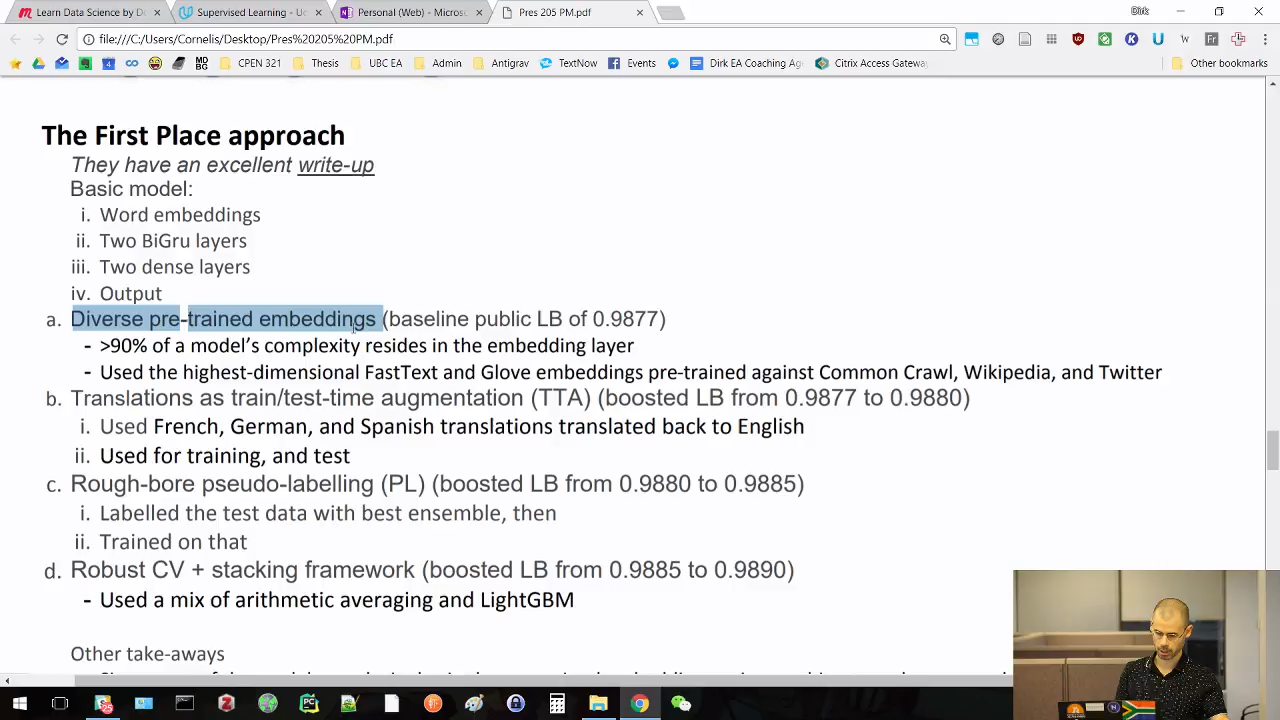 Learn Data Science by D
Supervised Learning - U
Personal (Web) - Micros
Pres 205 PM.pdf
file:///C:/Users/Cornelis/Desktop/Pres%20205%20PM.pdf
CPEN 321
Thesis
UBC EA
Admin
Antigrav
TextNow
Events
Dirk EA Coaching Ag
Citrix Access Gateway
Other bookmarks
The First Place approach
They have an excellent write-up
Basic model:
i. Word embeddings
ii. Two BiGru layers
iii. Two dense layers
iv. Output
a. Diverse pre-trained embeddings (baseline public LB of 0.9877)
- >90% of a model’s complexity resides in the embedding layer
- Used the highest-dimensional FastText and Glove embeddings pre-trained against Common Crawl, Wikipedia, and Twitter
b. Translations as train/test-time augmentation (TTA) (boosted LB from 0.9877 to 0.9880)
i. Used French, German, and Spanish translations translated back to English
ii. Used for training, and test
c. Rough-bore pseudo-labelling (PL) (boosted LB from 0.9880 to 0.9885)
i. Labelled the test data with best ensemble, then
ii. Trained on that
d. Robust CV + stacking framework (boosted LB from 0.9885 to 0.9890)
- Used a mix of arithmetic averaging and LightGBM
Other take-aways